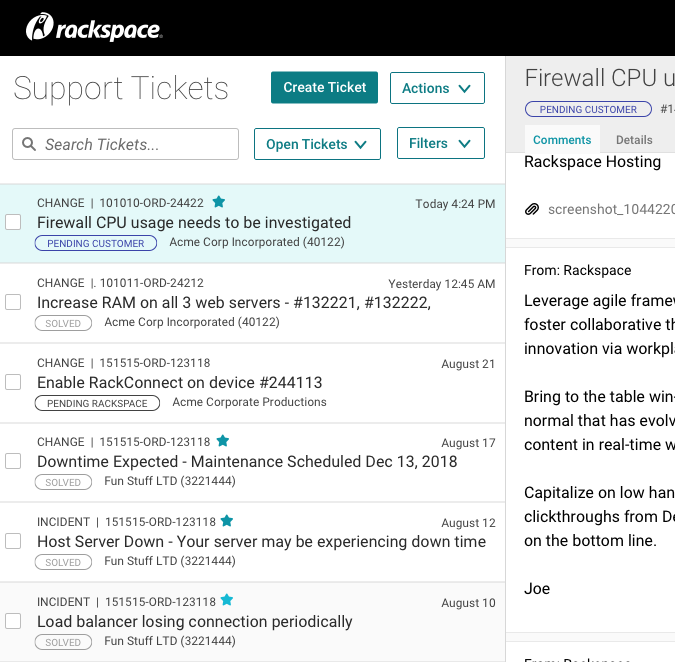 rackspace.
Support Tickets
Create Ticket
Actions
Search Tickets...
Open Tickets
Filters
CHANGE | 101010-ORD-24422
Today 4:24 PM
Firewall CPU usage needs to be investigated
PENDING CUSTOMER
Acme Corp Incorporated (40122)
CHANGE |. 101011-ORD-24212
Yesterday 12:45 AM
Increase RAM on all 3 web servers - #132221, #132222,
SOLVED
Acme Corp Incorporated (40122)
CHANGE | 151515-ORD-123118
August 21
Enable RackConnect on device #244113
PENDING RACKSPACE
Acme Corporate Productions
CHANGE | 151515-ORD-123118
August 17
Downtime Expected - Maintenance Scheduled Dec 13, 2018
SOLVED
Fun Stuff LTD (3221444)
INCIDENT | 151515-ORD-123118
August 12
Host Server Down - Your server may be experiencing down time
SOLVED
Fun Stuff LTD (3221444)
INCIDENT | 151515-ORD-123118
August 10
Load balancer losing connection periodically
SOLVED
Fun Stuff LTD (3221444)
Firewall CPU u
PENDING CUSTOMER
#1
Comments
Details
Rackspace Hosting
screenshot_1044220
From: Rackspace
Leverage agile frame
foster collaborative th
innovation via workpl
Bring to the table win-
normal that has evolv
content in real-time w
Capitalize on low han
clickthroughs from De
on the bottom line.
Joe